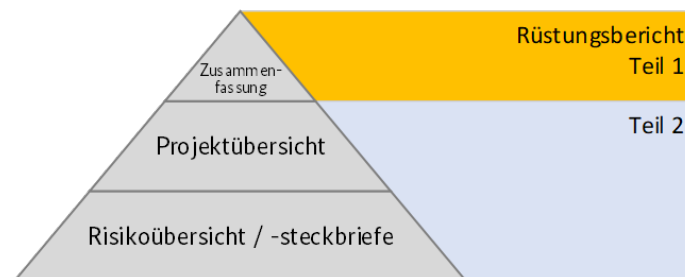 Rüstungsbericht
Teil 1
Zusammen-
fassung
Teil 2
Projektübersicht
Risikoübersicht / -steckbriefe